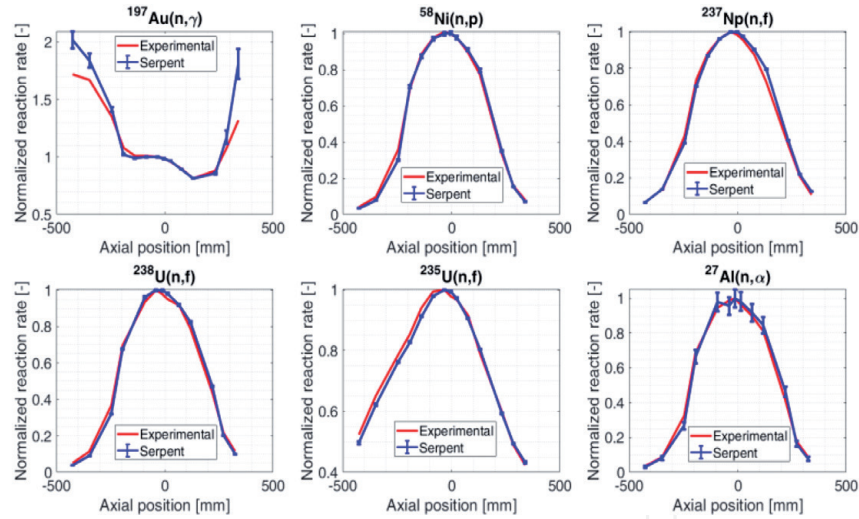 ¹⁹⁷Au(n,γ)
Normalized reaction rate [-]
2
1.5
1
0.5
Experimental
Serpent
-500 0 500
Axial position [mm]
⁵⁸Ni(n,p)
Normalized reaction rate [-]
1
0.8
0.6
0.4
0.2
0
Experimental
Serpent
-500 0 500
Axial position [mm]
²³⁷Np(n,f)
Normalized reaction rate [-]
1
0.8
0.6
0.4
0.2
0
Experimental
Serpent
-500 0 500
Axial position [mm]
²³⁸U(n,f)
Normalized reaction rate [-]
1
0.8
0.6
0.4
0.2
0
Experimental
Serpent
-500 0 500
Axial position [mm]
²³⁵U(n,f)
Normalized reaction rate [-]
1
0.8
0.6
0.4
Experimental
Serpent
-500 0 500
Axial position [mm]
²⁷Al(n,α)
Normalized reaction rate [-]
1
0.8
0.6
0.4
0.2
0
Experimental
Serpent
-500 0 500
Axial position [mm]